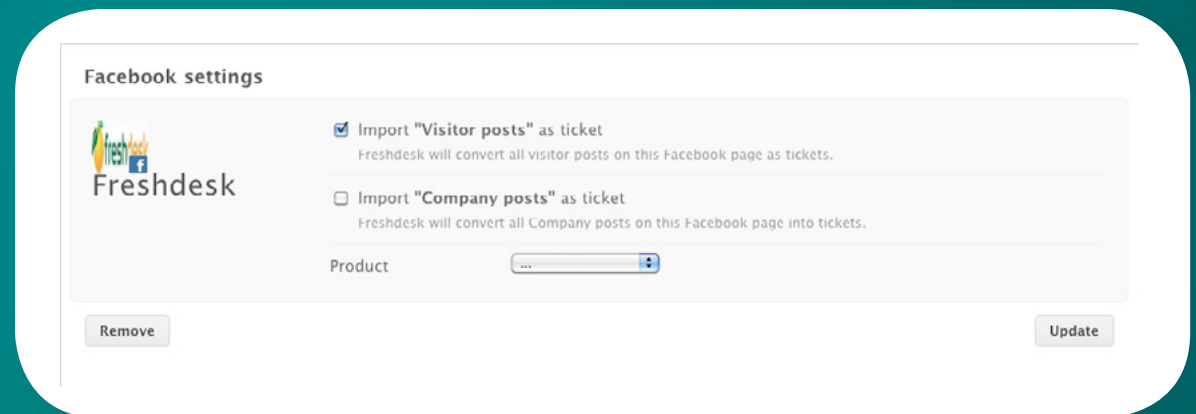 Facebook settings
freshdesk
f
Freshdesk
Import "Visitor posts" as ticket
Freshdesk will convert all visitor posts on this Facebook page as tickets.
Import "Company posts" as ticket
Freshdesk will convert all Company posts on this Facebook page into tickets.
Product
...
Remove
Update